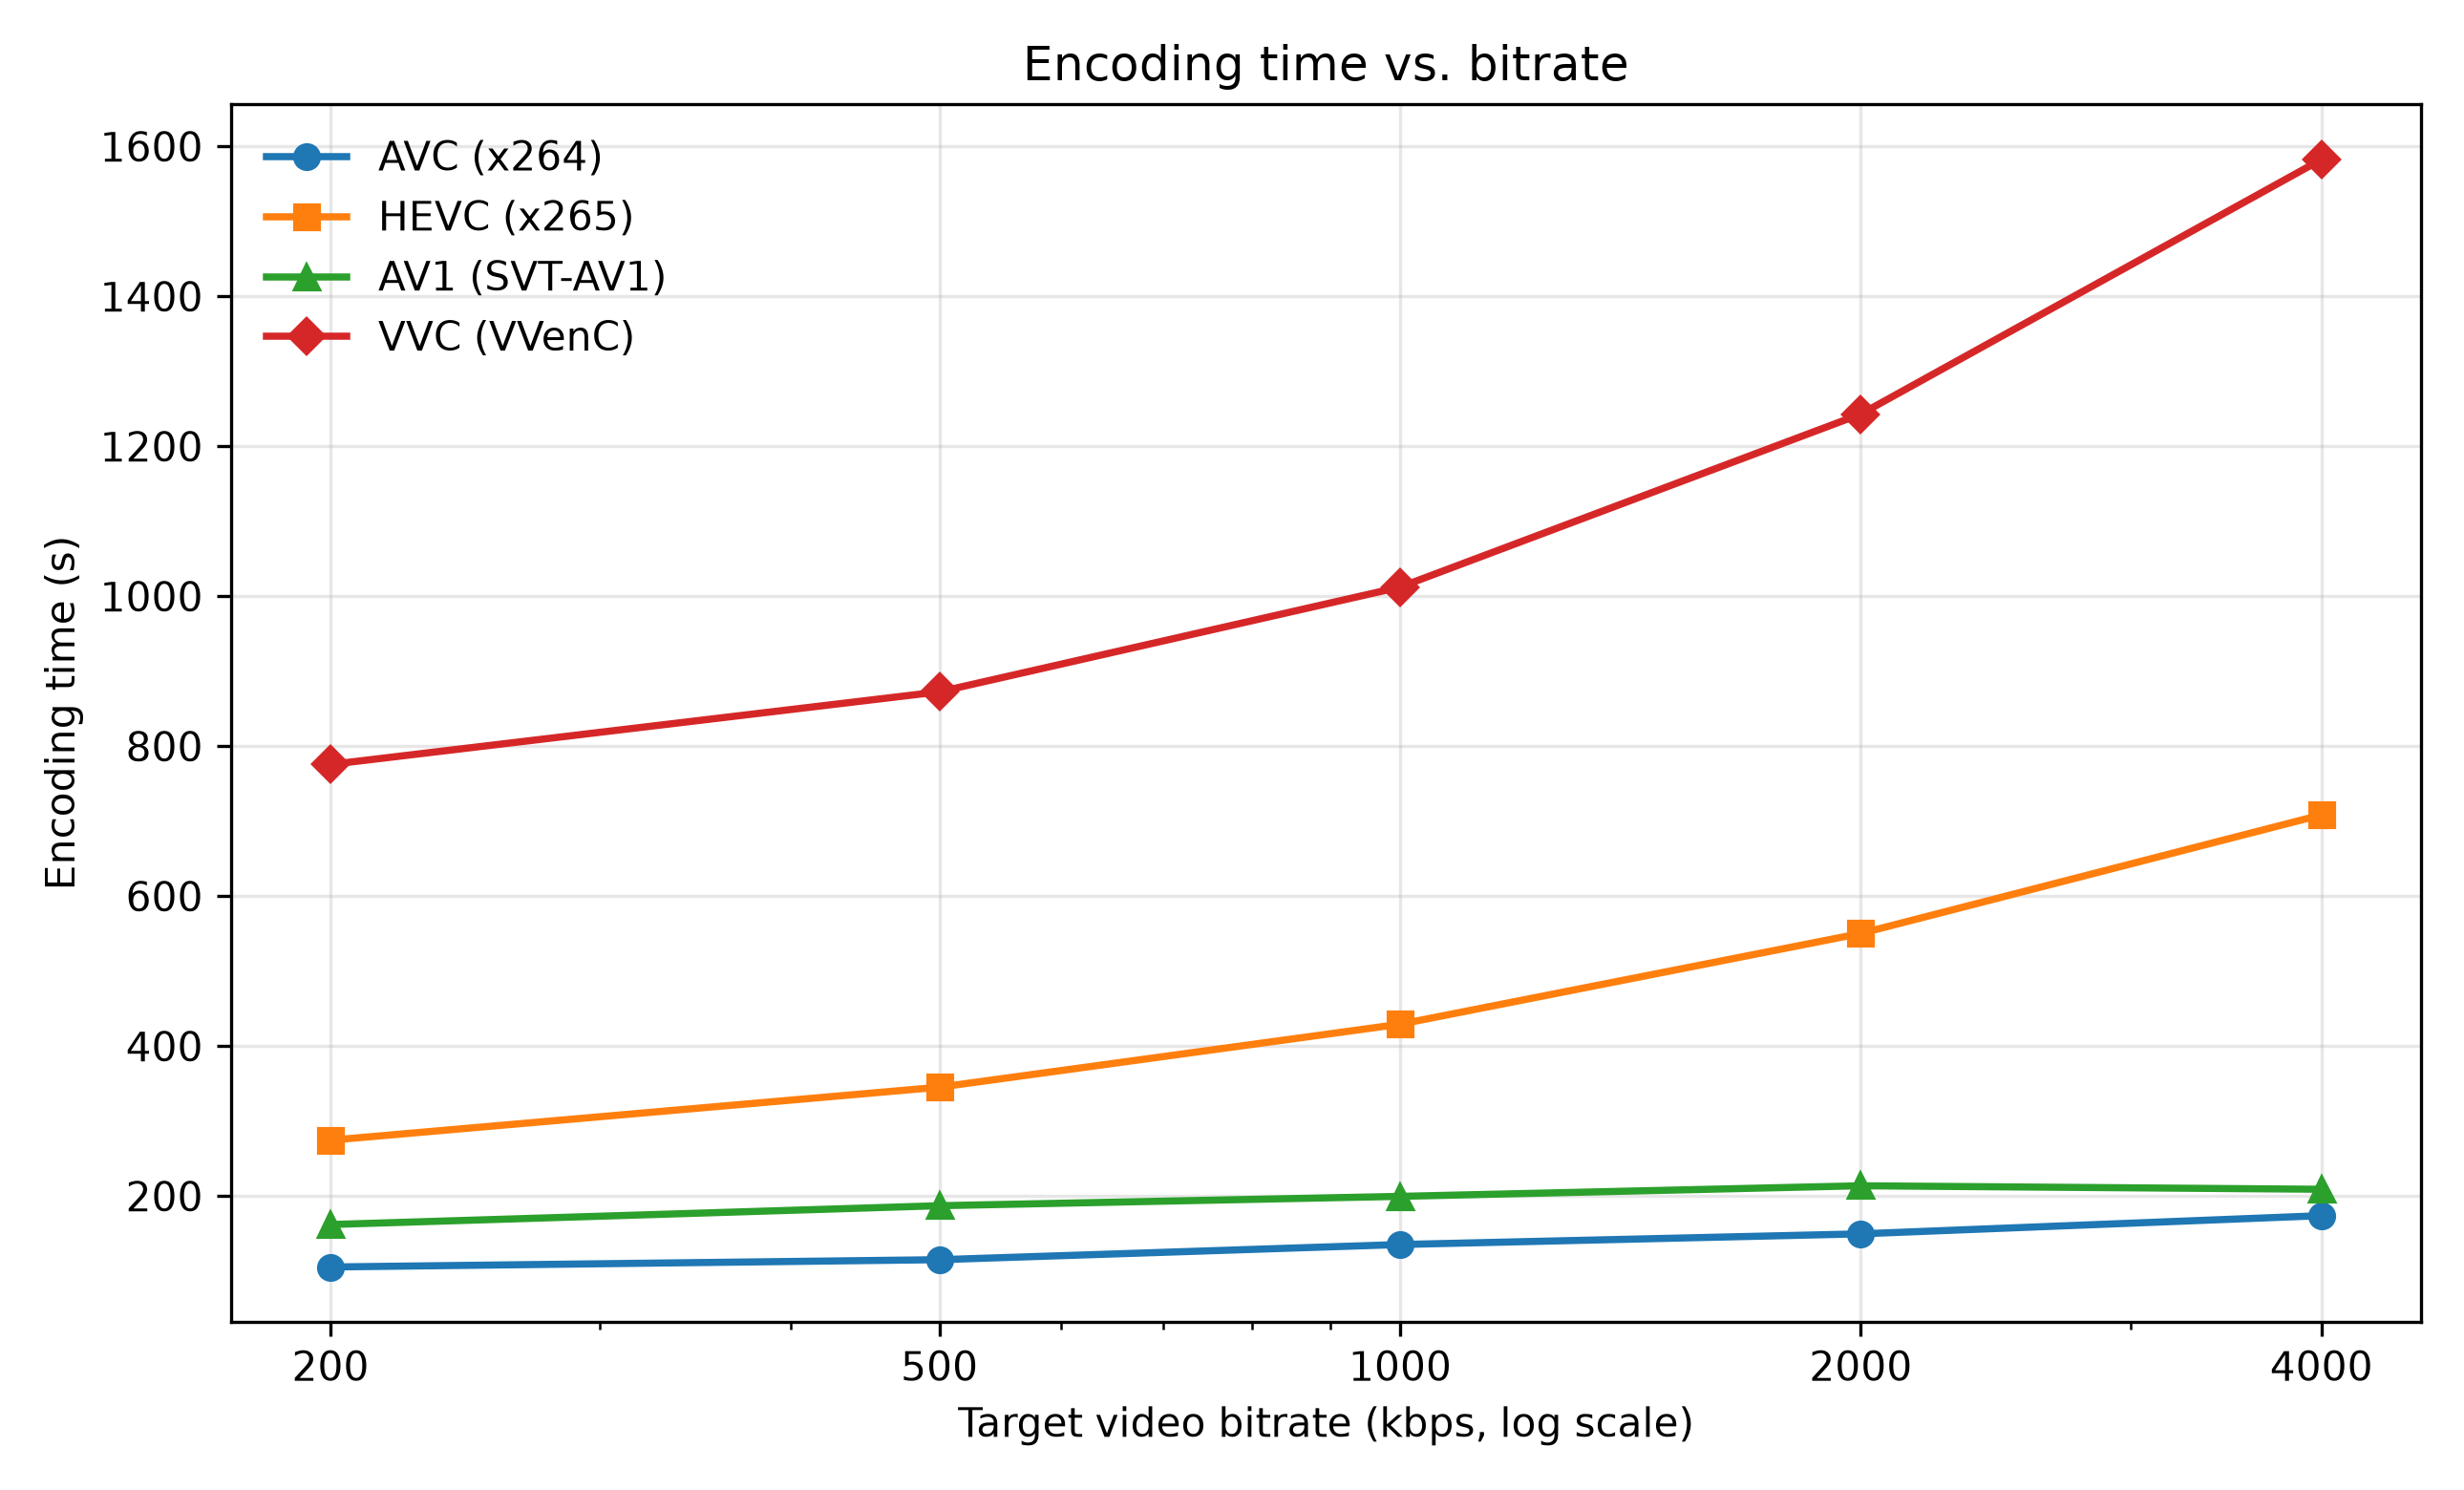 Encoding time vs. bitrate
AVC (x264)
HEVC (x265)
AV1 (SVT-AV1)
VVC (VVenC)
Encoding time (s)
1600
1400
1200
1000
800
600
400
200
200 500 1000 2000 4000
Target video bitrate (kbps, log scale)